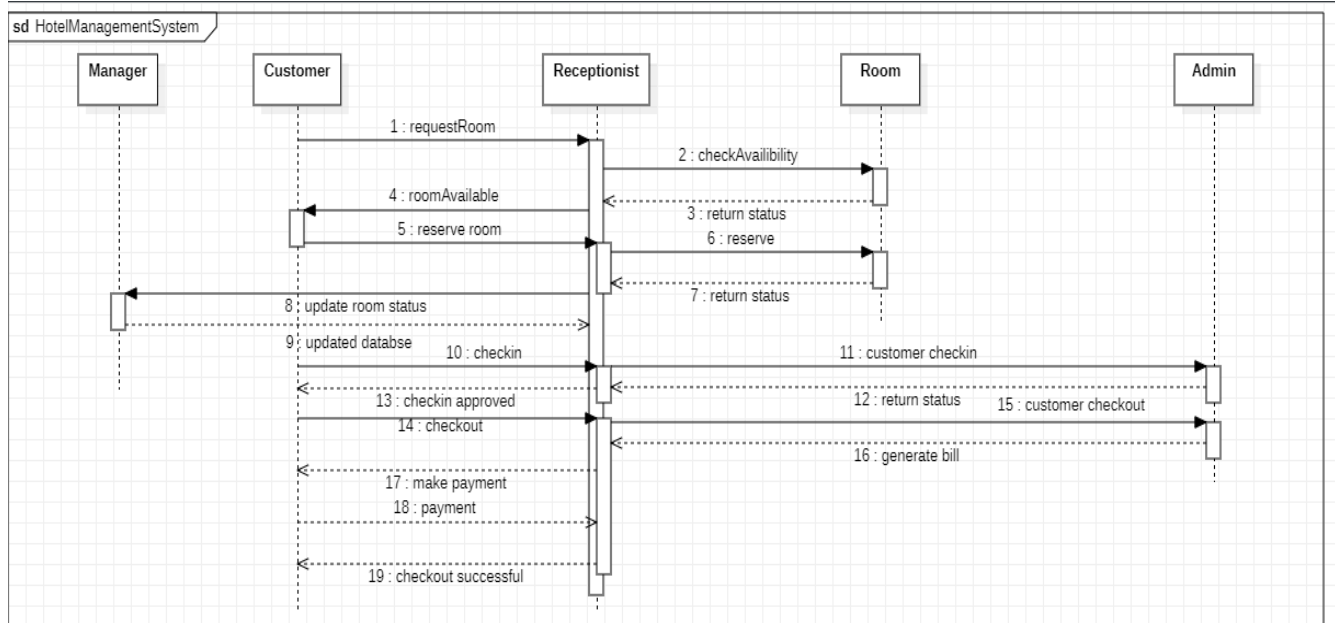 sd HotelManagementSystem
Manager
Customer
Receptionist
Room
Admin
1 : requestRoom
2 : checkAvailibility
3 : return status
4 : roomAvailable
5 : reserve room
6 : reserve
7 : return status
8 : update room status
9 : updated databse
10 : checkin
11 : customer checkin
12 : return status
13 : checkin approved
14 : checkout
15 : customer checkout
16 : generate bill
17 : make payment
18 : payment
19 : checkout successful